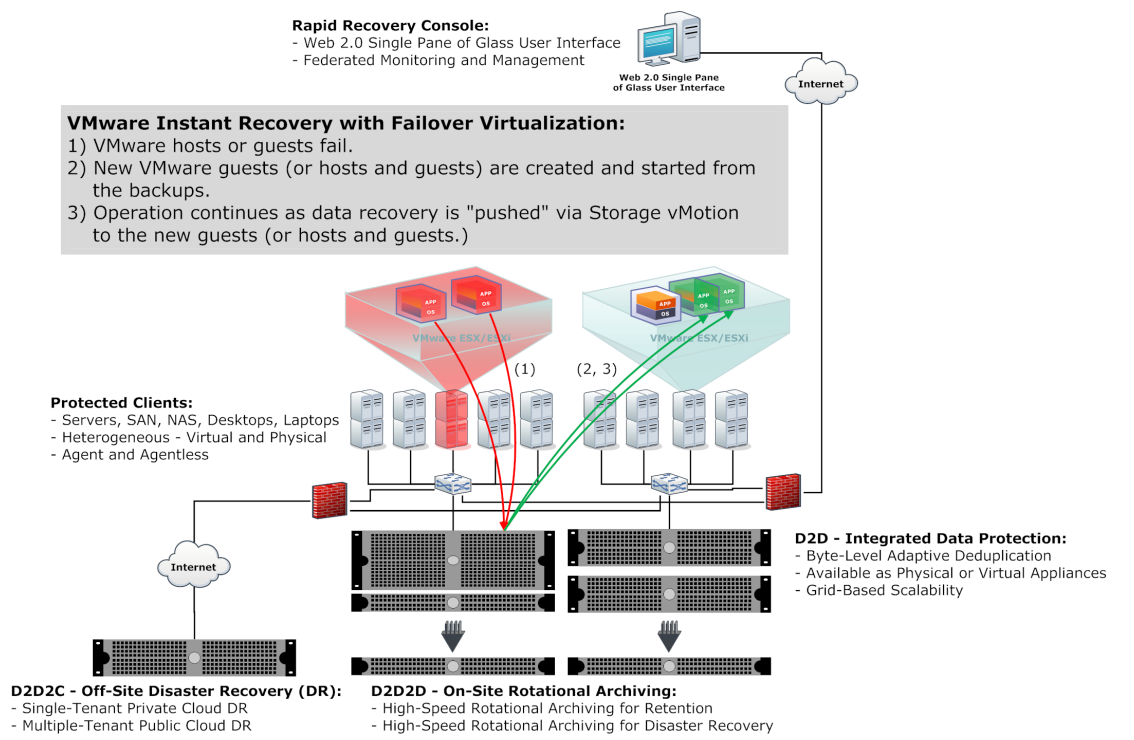 Rapid Recovery Console:
- Web 2.0 Single Pane of Glass User Interface
- Federated Monitoring and Management
Web 2.0 Single Pane
of Glass User Interface
Internet
VMware Instant Recovery with Failover Virtualization:
1) VMware hosts or guests fail.
2) New VMware guests (or hosts and guests) are created and started from
the backups.
3) Operation continues as data recovery is "pushed" via Storage vMotion
to the new guests (or hosts and guests.)
APP
OS
APP
OS
VMware ESX/ESXi
APP
OS
APP
OS
APP
OS
VMware ESX/ESXi
(1)
(2, 3)
Protected Clients:
- Servers, SAN, NAS, Desktops, Laptops
- Heterogeneous - Virtual and Physical
- Agent and Agentless
Internet
D2D - Integrated Data Protection:
- Byte-Level Adaptive Deduplication
- Available as Physical or Virtual Appliances
- Grid-Based Scalability
D2D2C - Off-Site Disaster Recovery (DR):
- Single-Tenant Private Cloud DR
- Multiple-Tenant Public Cloud DR
D2D2D - On-Site Rotational Archiving:
- High-Speed Rotational Archiving for Retention
- High-Speed Rotational Archiving for Disaster Recovery